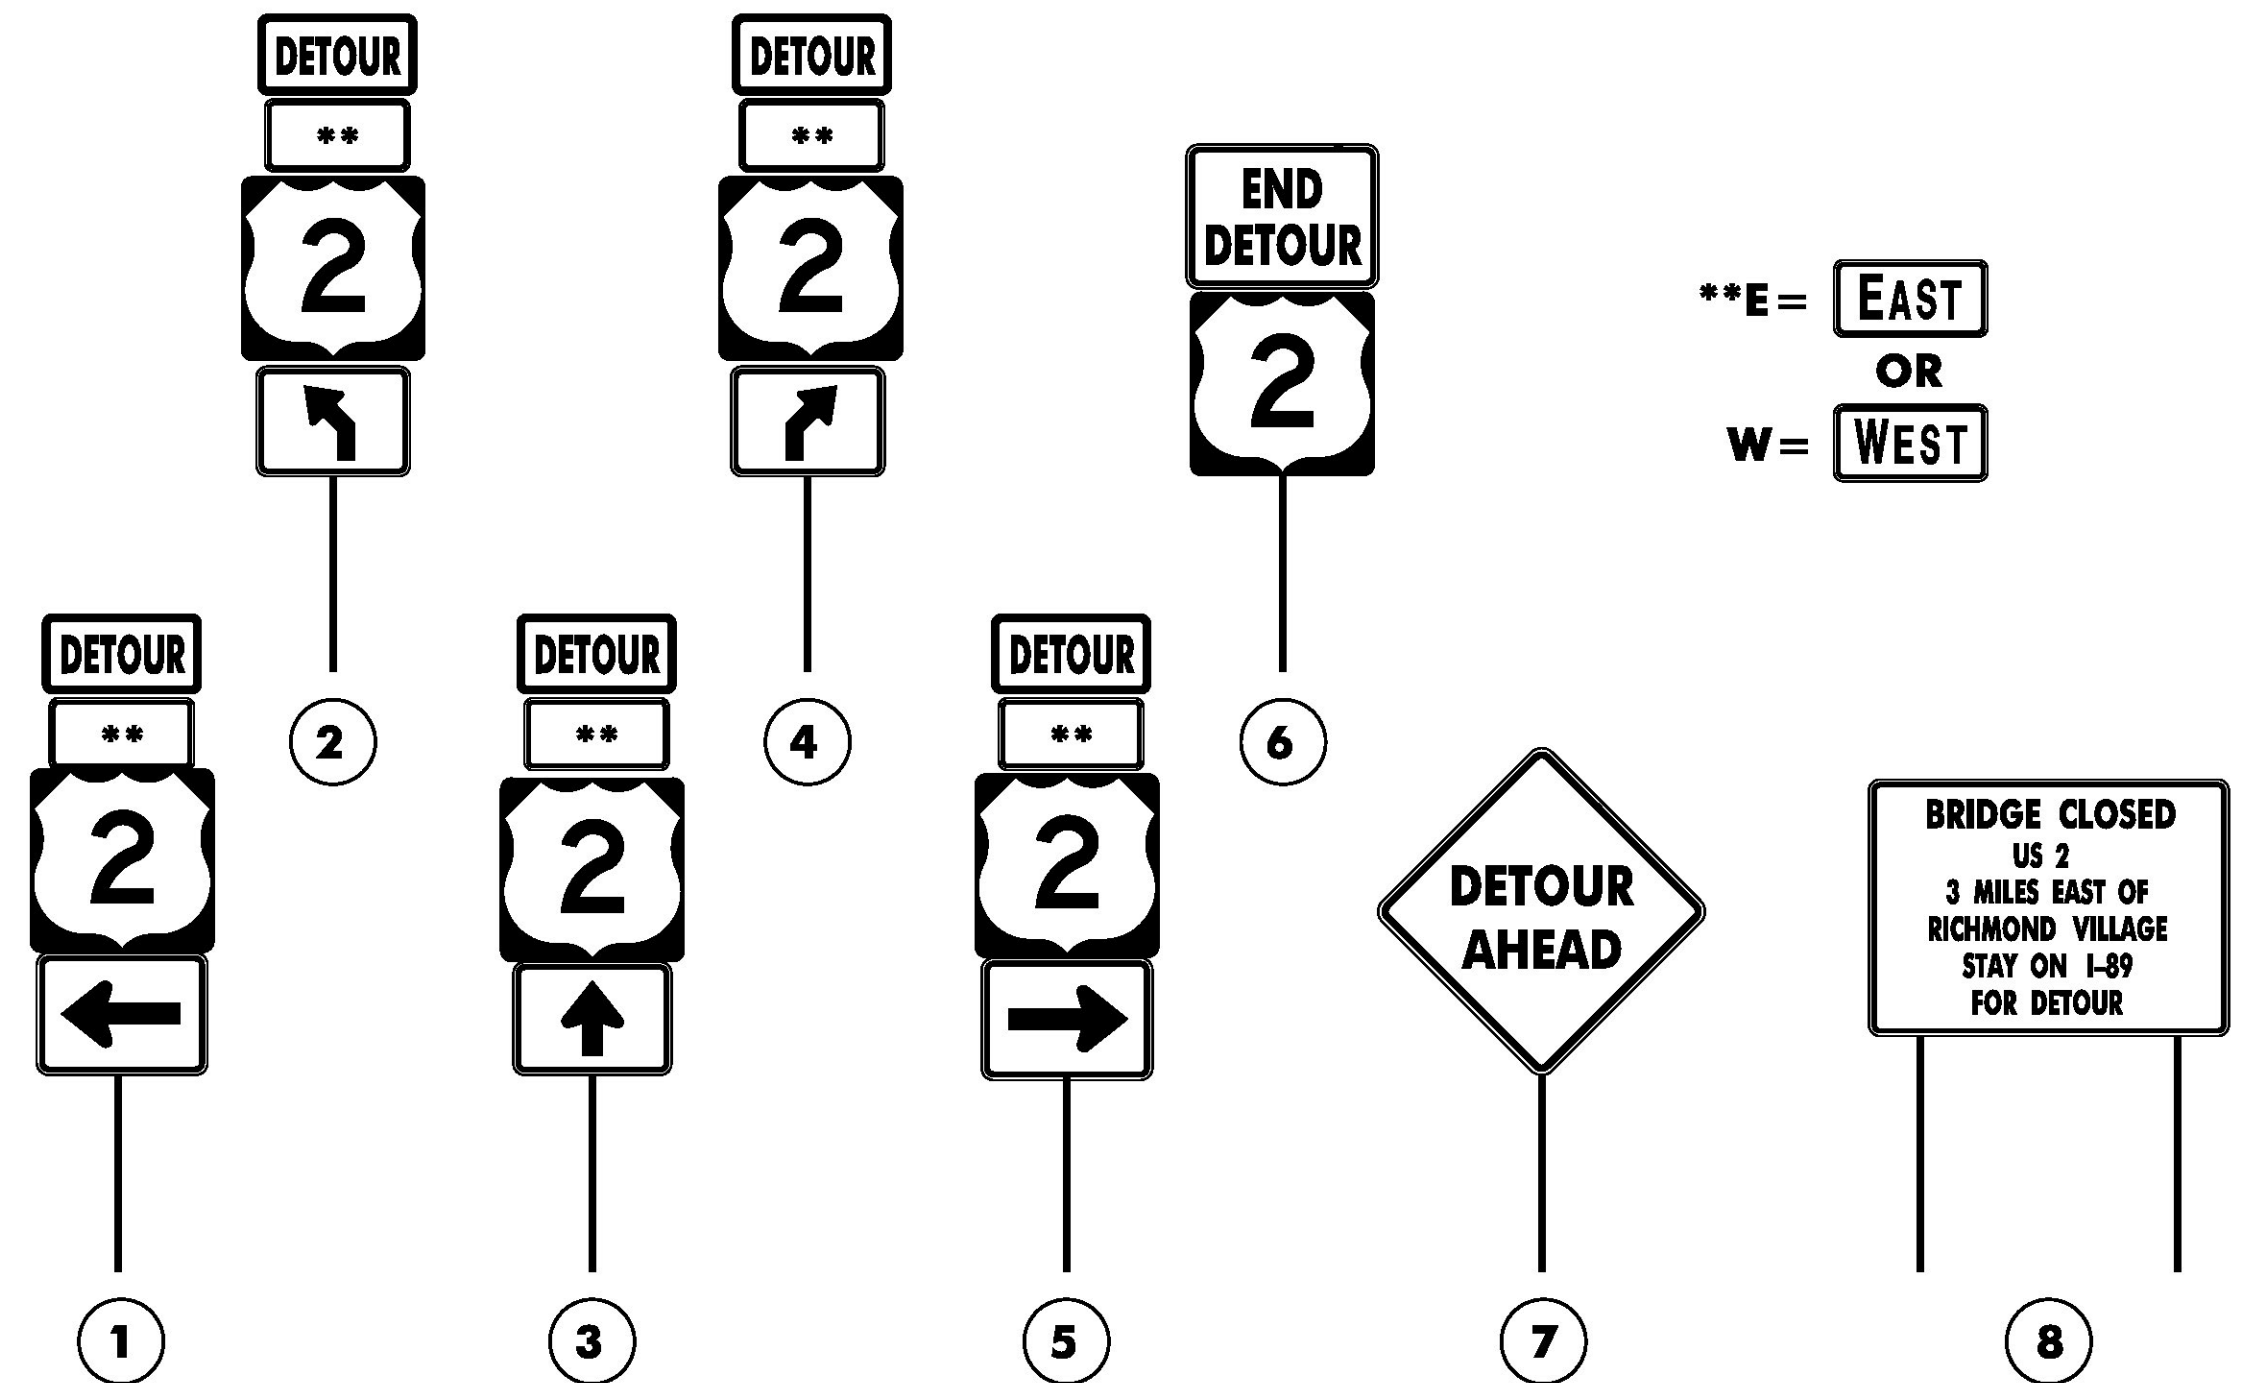 DETOUR
**
2
2
DETOUR
**
2
4
END
DETOUR
2
6
**E= EAST
OR
W= WEST
DETOUR
**
2
1
DETOUR
**
2
3
DETOUR
**
2
5
DETOUR
AHEAD
7
BRIDGE CLOSED
US 2
3 MILES EAST OF
RICHMOND VILLAGE
STAY ON I-89
FOR DETOUR
8